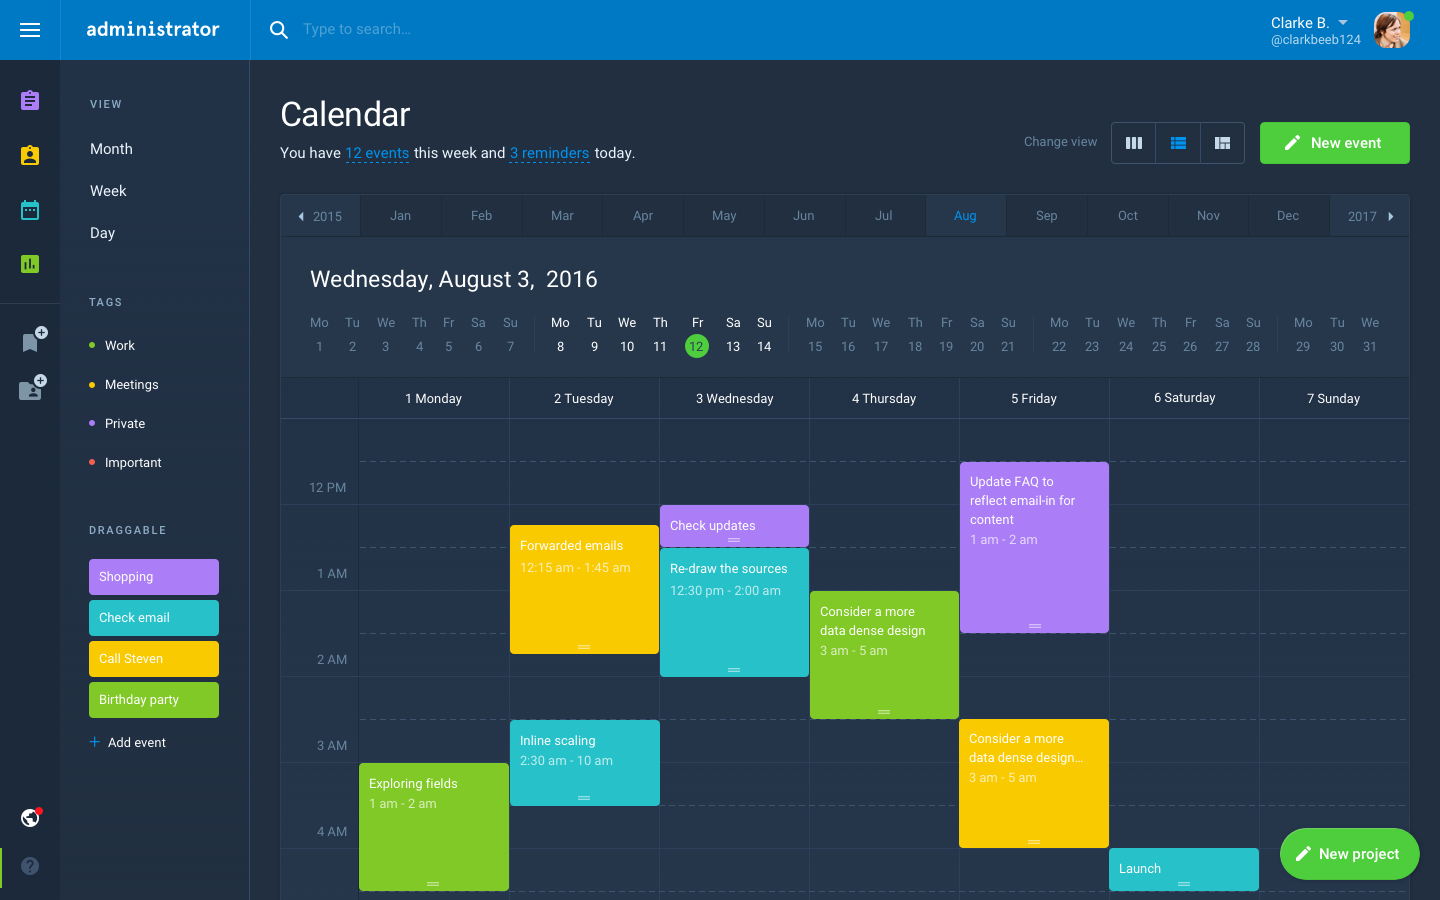 administrator
Type to search...
Clarke B.
@clarkbeeb124
VIEW
Month
Week
Day
TAGS
Work
Meetings
Private
Important
DRAGGABLE
Shopping
Check email
Call Steven
Birthday party
+ Add event
Calendar
You have 12 events this week and 3 reminders today.
Change view
New event
2015 Jan Feb Mar Apr May Jun Jul Aug Sep Oct Nov Dec 2017
Wednesday, August 3, 2016
Mo Tu We Th Fr Sa Su Mo Tu We Th Fr Sa Su Mo Tu We Th Fr Sa Su Mo Tu We Th Fr Sa Su Mo Tu We
1 2 3 4 5 6 7 8 9 10 11 12 13 14 15 16 17 18 19 20 21 22 23 24 25 26 27 28 29 30 31
1 Monday 2 Tuesday 3 Wednesday 4 Thursday 5 Friday 6 Saturday 7 Sunday
12 PM
1 AM
2 AM
3 AM
4 AM
Exploring fields
1 am - 2 am
Forwarded emails
12:15 am - 1:45 am
Inline scaling
2:30 am - 10 am
Check updates
Re-draw the sources
12:30 pm - 2:00 am
Consider a more
data dense design
3 am - 5 am
Update FAQ to
reflect email-in for
content
1 am - 2 am
Consider a more
data dense design...
3 am - 5 am
Launch
New project